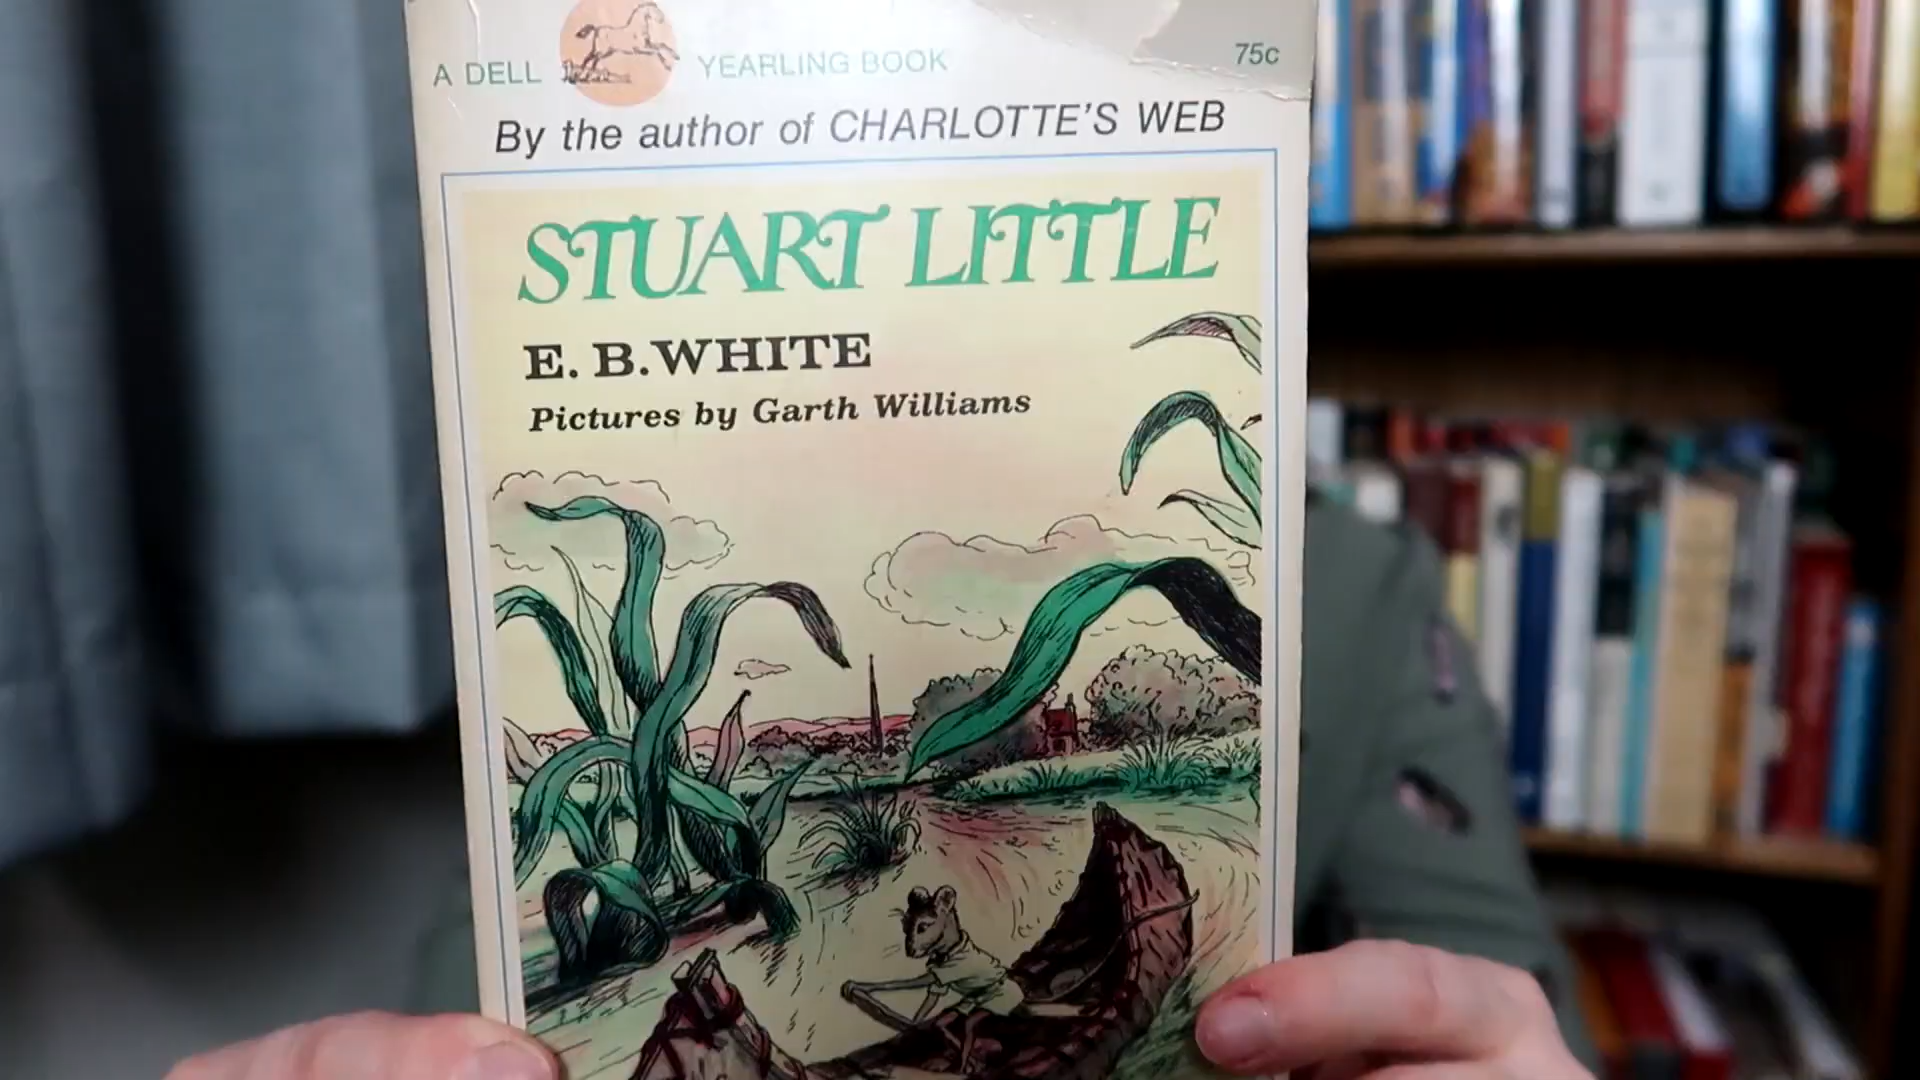 A DELL YEARLING BOOK 75c
By the author of CHARLOTTE'S WEB
STUART LITTLE
E. B. WHITE
Pictures by Garth Williams